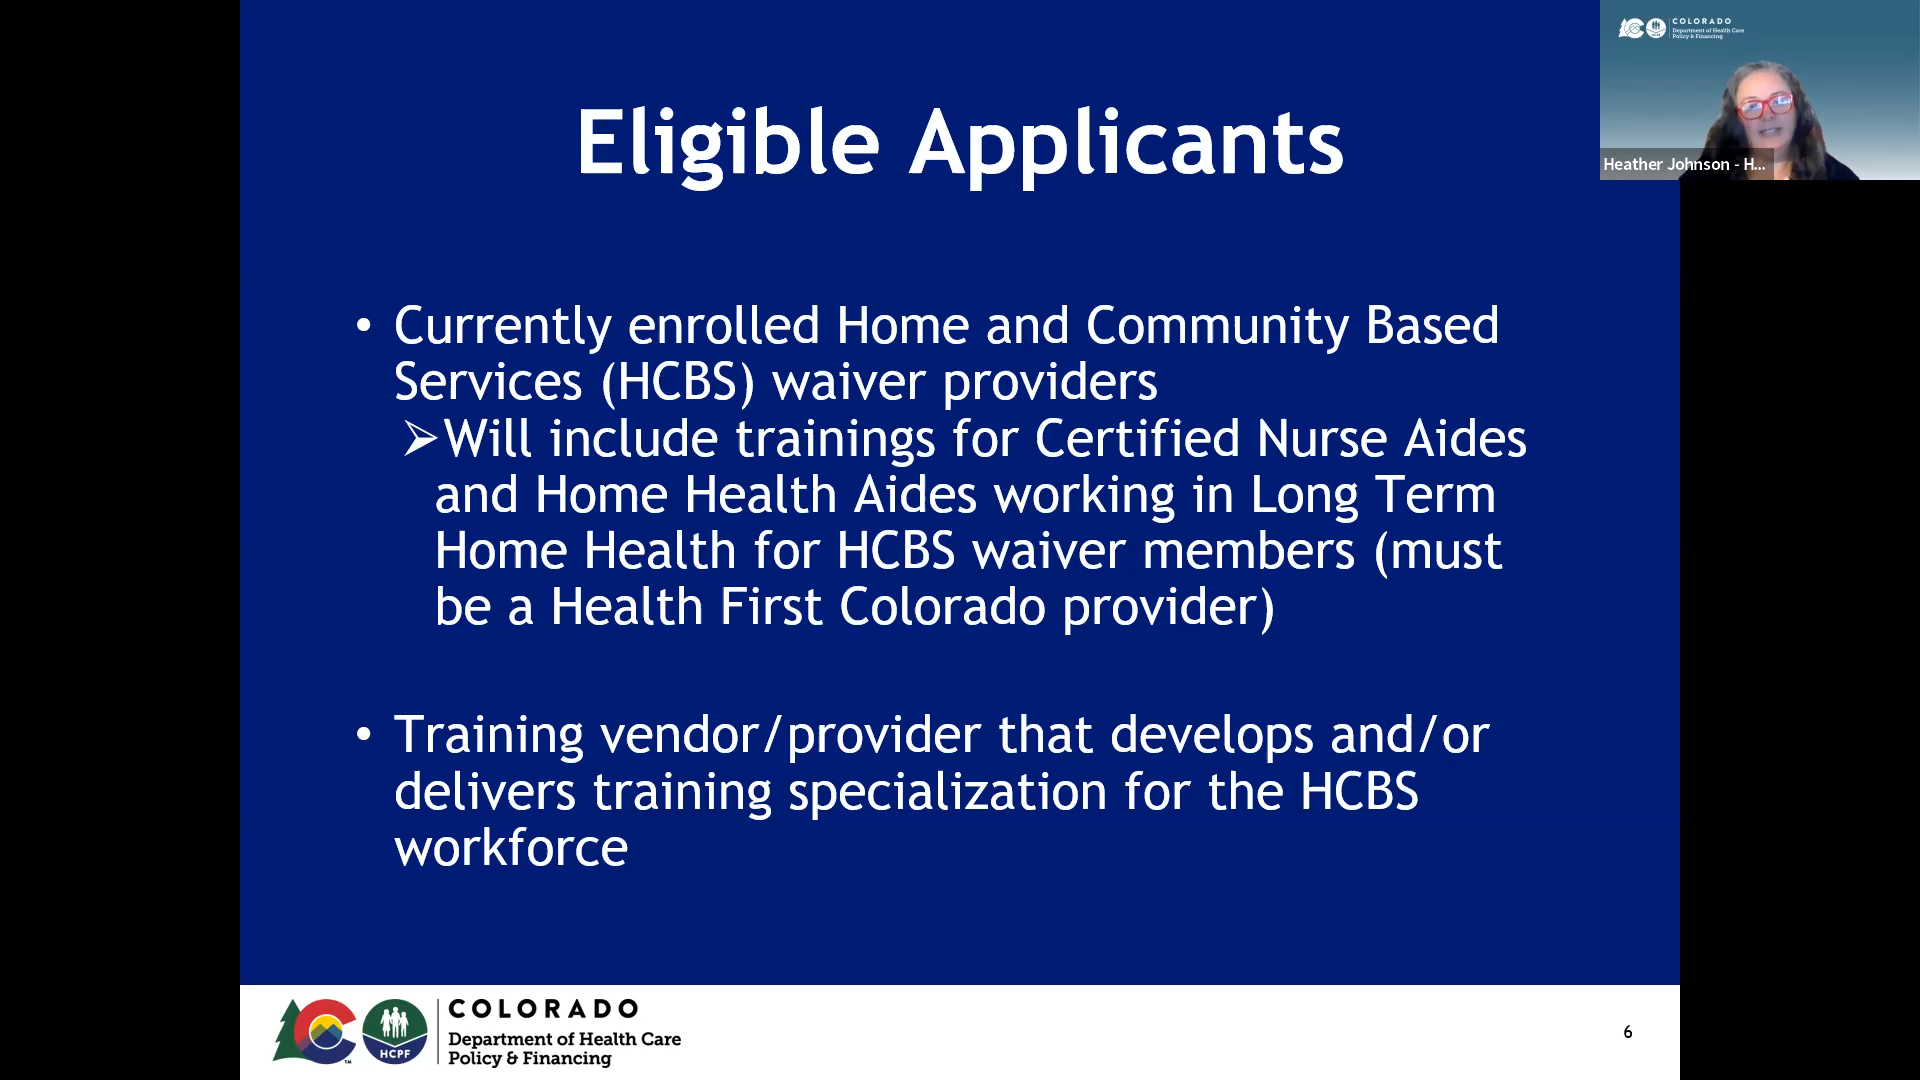 Eligible Applicants
• Currently enrolled Home and Community Based
Services (HCBS) waiver providers
➢Will include trainings for Certified Nurse Aides
and Home Health Aides working in Long Term
Home Health for HCBS waiver members (must
be a Health First Colorado provider)
• Training vendor/provider that develops and/or
delivers training specialization for the HCBS
workforce
COLORADO
Department of Health Care
Policy & Financing
HCPF
TM
6
COLORADO
Department of Health Care
Policy & Financing
Heather Johnson - H...